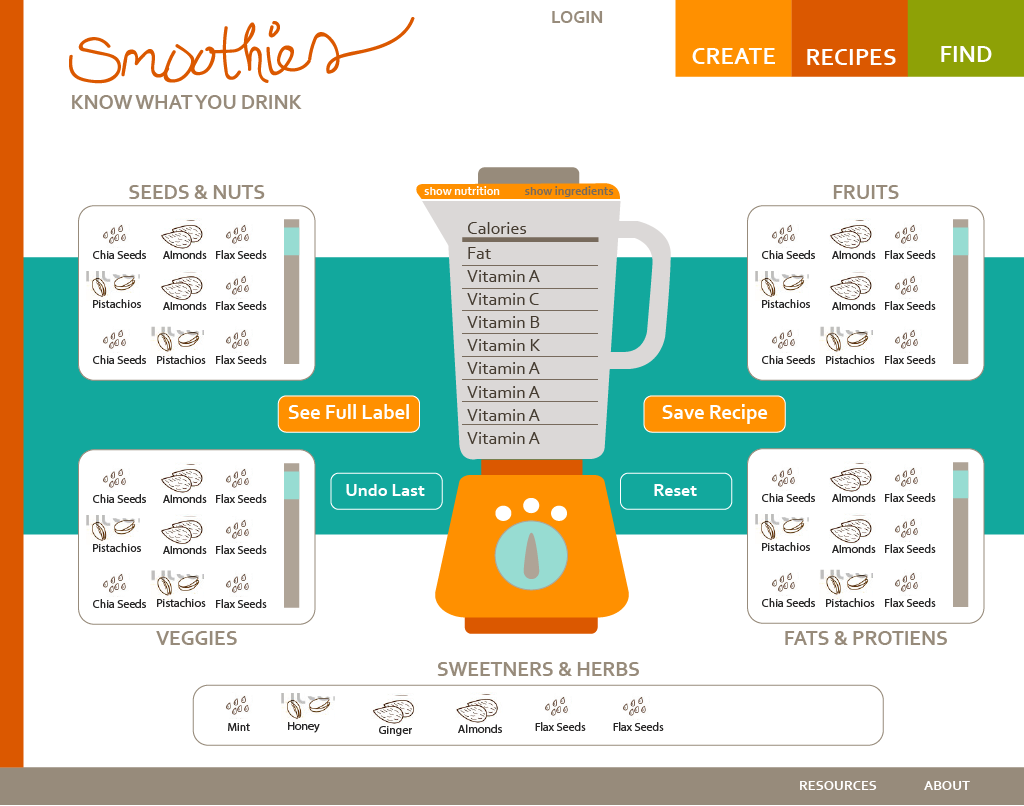 Smoothies
KNOW WHAT YOU DRINK
LOGIN
CREATE
RECIPES
FIND
SEEDS & NUTS
Chia Seeds Almonds Flax Seeds
Pistachios Almonds Flax Seeds
Chia Seeds Pistachios Flax Seeds
show nutrition show ingredients
Calories
Fat
Vitamin A
Vitamin C
Vitamin B
Vitamin K
Vitamin A
Vitamin A
Vitamin A
Vitamin A
FRUITS
Chia Seeds Almonds Flax Seeds
Pistachios Almonds Flax Seeds
Chia Seeds Pistachios Flax Seeds
See Full Label
Save Recipe
Undo Last
Reset
Chia Seeds Almonds Flax Seeds
Pistachios Almonds Flax Seeds
Chia Seeds Pistachios Flax Seeds
VEGGIES
Chia Seeds Almonds Flax Seeds
Pistachios Almonds Flax Seeds
Chia Seeds Pistachios Flax Seeds
FATS & PROTIENS
SWEETNERS & HERBS
Mint Honey Ginger Almonds Flax Seeds Flax Seeds
RESOURCES ABOUT